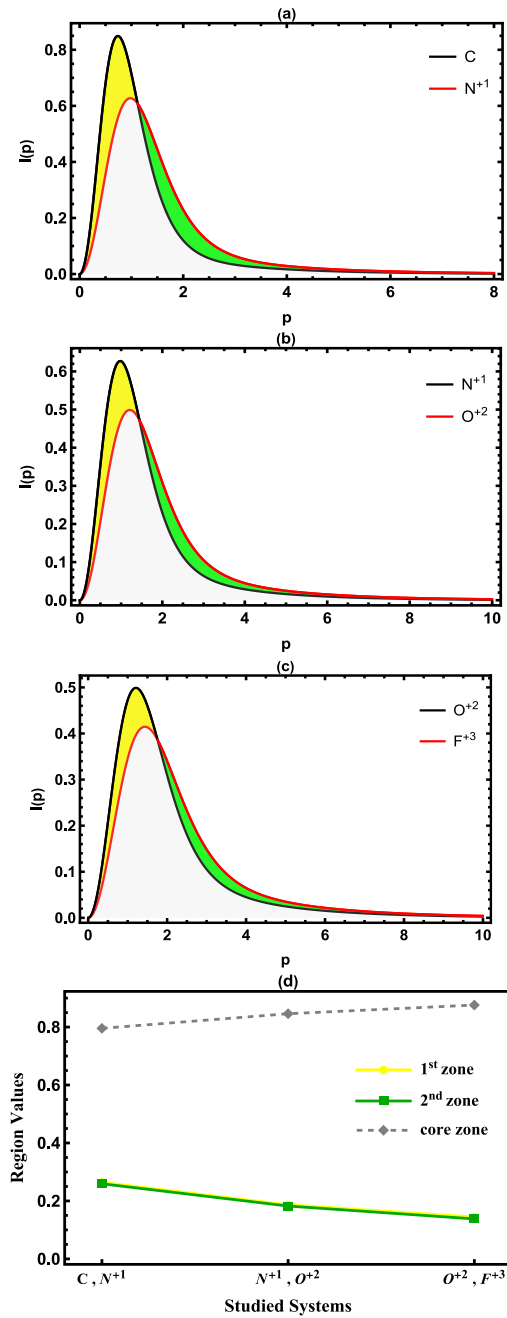 (a)
0.8
0.6
0.4
0.2
0.0
I(p)
C
N+1
0
2
4
6
8
p
(b)
0.6
0.5
0.4
0.3
0.2
0.1
0.0
I(p)
N+1
O+2
0
2
4
6
8
10
p
(c)
0.5
0.4
0.3
0.2
0.1
0.0
I(p)
O+2
F+3
0
2
4
6
8
10
p
(d)
0.8
0.6
0.4
0.2
0.0
Region Values
1st zone
2nd zone
core zone
C , N+1
N+1 , O+2
O+2 , F+3
Studied Systems